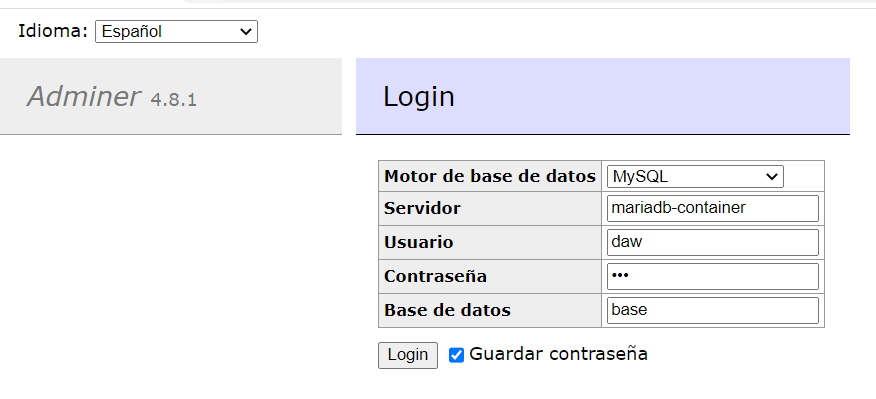 Idioma: Español
Adminer 4.8.1
Login
Motor de base de datos MySQL
Servidor mariadb-container
Usuario daw
Contraseña •••
Base de datos base
Login Guardar contraseña